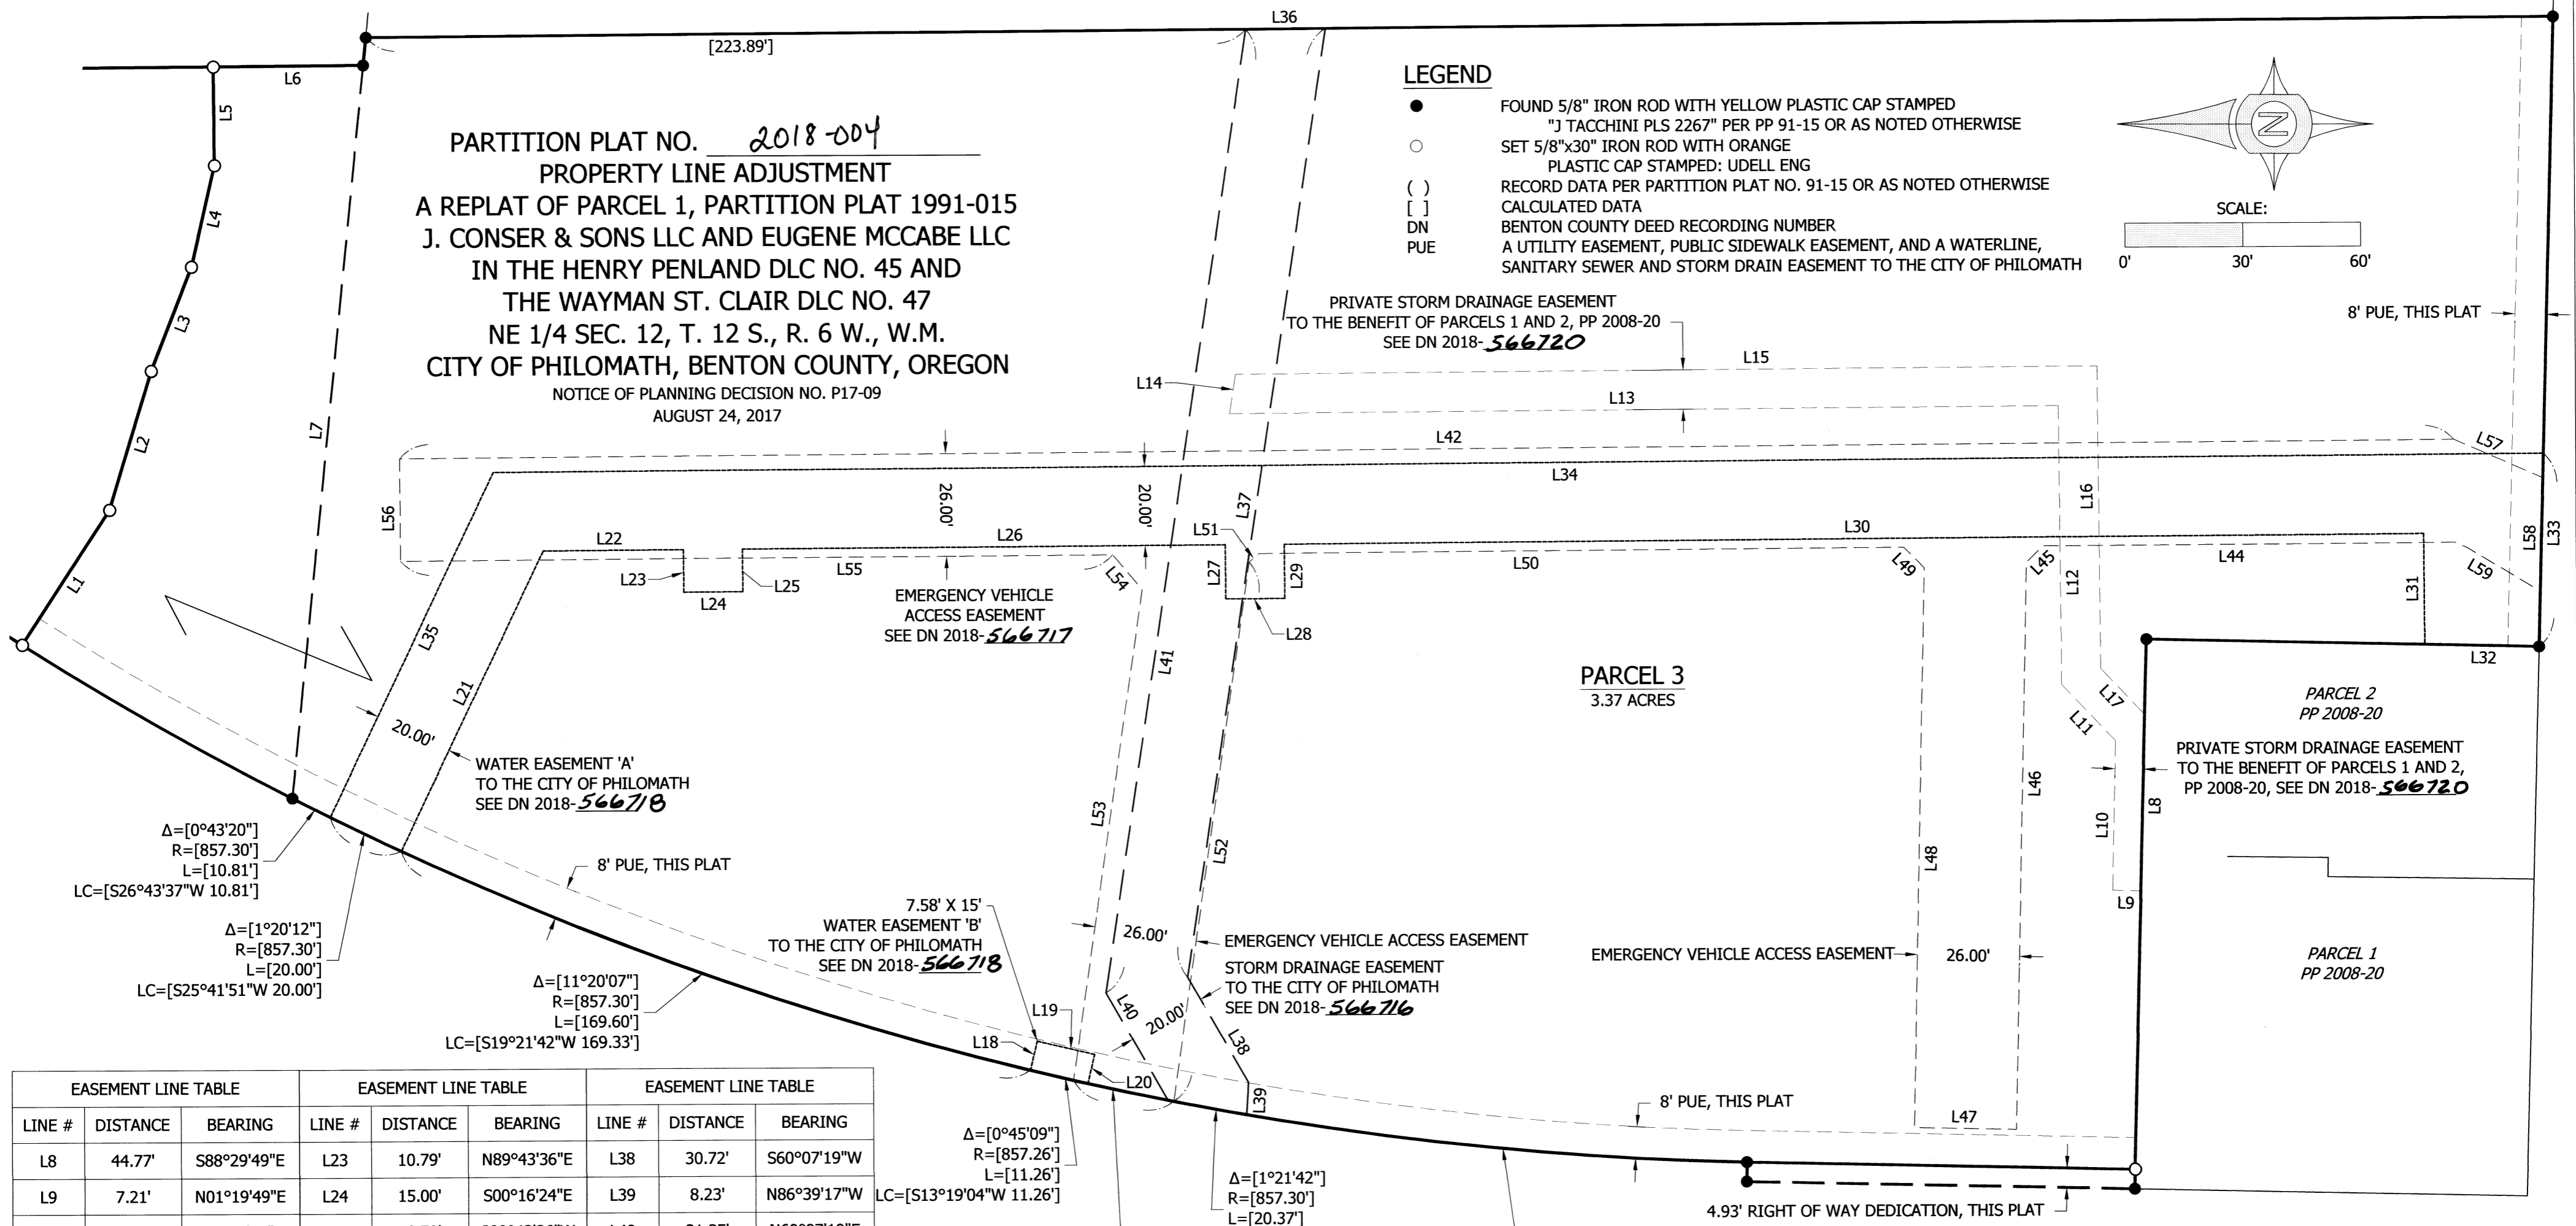 L36
[223.89']
L6
L5
L4
L3
L2
L1
L7
PARTITION PLAT NO. 2018-004
PROPERTY LINE ADJUSTMENT
A REPLAT OF PARCEL 1, PARTITION PLAT 1991-015
J. CONSER & SONS LLC AND EUGENE MCCABE LLC
IN THE HENRY PENLAND DLC NO. 45 AND
THE WAYMAN ST. CLAIR DLC NO. 47
NE 1/4 SEC. 12, T. 12 S., R. 6 W., W.M.
CITY OF PHILOMATH, BENTON COUNTY, OREGON
NOTICE OF PLANNING DECISION NO. P17-09
AUGUST 24, 2017
LEGEND
FOUND 5/8" IRON ROD WITH YELLOW PLASTIC CAP STAMPED
"J TACCHINI PLS 2267" PER PP 91-15 OR AS NOTED OTHERWISE
SET 5/8"x30" IRON ROD WITH ORANGE
PLASTIC CAP STAMPED: UDELL ENG
( ) RECORD DATA PER PARTITION PLAT NO. 91-15 OR AS NOTED OTHERWISE
[ ] CALCULATED DATA
DN BENTON COUNTY DEED RECORDING NUMBER
PUE A UTILITY EASEMENT, PUBLIC SIDEWALK EASEMENT, AND A WATERLINE,
SANITARY SEWER AND STORM DRAIN EASEMENT TO THE CITY OF PHILOMATH
N
SCALE:
0' 30' 60'
8' PUE, THIS PLAT
PRIVATE STORM DRAINAGE EASEMENT
TO THE BENEFIT OF PARCELS 1 AND 2, PP 2008-20
SEE DN 2018-566720
L14
L15
L13
L42
L57
L34
L56
26.00'
20.00'
L37
L16
L58
L33
L22
L26
L51
L30
L23
L25
L24
L55
L54
L27
L29
L28
L50
L49
L45
L12
L44
L59
L31
L32
EMERGENCY VEHICLE
ACCESS EASEMENT
SEE DN 2018-566717
L35
L21
20.00'
L41
PARCEL 3
3.37 ACRES
L17
L11
PARCEL 2
PP 2008-20
PRIVATE STORM DRAINAGE EASEMENT
TO THE BENEFIT OF PARCELS 1 AND 2,
PP 2008-20, SEE DN 2018-566720
WATER EASEMENT 'A'
TO THE CITY OF PHILOMATH
SEE DN 2018-566718
L53
L52
L48
L46
L10
L8
L9
Δ=[0°43'20"]
R=[857.30']
L=[10.81']
LC=[S26°43'37"W 10.81']
8' PUE, THIS PLAT
Δ=[1°20'12"]
R=[857.30']
L=[20.00']
LC=[S25°41'51"W 20.00']
7.58' X 15'
WATER EASEMENT 'B'
TO THE CITY OF PHILOMATH
SEE DN 2018-566718
26.00'
EMERGENCY VEHICLE ACCESS EASEMENT
STORM DRAINAGE EASEMENT
TO THE CITY OF PHILOMATH
SEE DN 2018-566716
EMERGENCY VEHICLE ACCESS EASEMENT
26.00'
PARCEL 1
PP 2008-20
Δ=[11°20'07"]
R=[857.30']
L=[169.60']
LC=[S19°21'42"W 169.33']
L19
L18
L20
L40
20.00'
L38
L39
8' PUE, THIS PLAT
L47
Δ=[0°45'09"]
R=[857.26']
L=[11.26']
LC=[S13°19'04"W 11.26']
Δ=[1°21'42"]
R=[857.30']
L=[20.37']
4.93' RIGHT OF WAY DEDICATION, THIS PLAT
EASEMENT LINE TABLE EASEMENT LINE TABLE EASEMENT LINE TABLE
LINE # DISTANCE BEARING LINE # DISTANCE BEARING LINE # DISTANCE BEARING
L8 44.77' S88°29'49"E L23 10.79' N89°43'36"E L38 30.72' S60°07'19"W
L9 7.21' N01°19'49"E L24 15.00' S00°16'24"E L39 8.23' N86°39'17"W